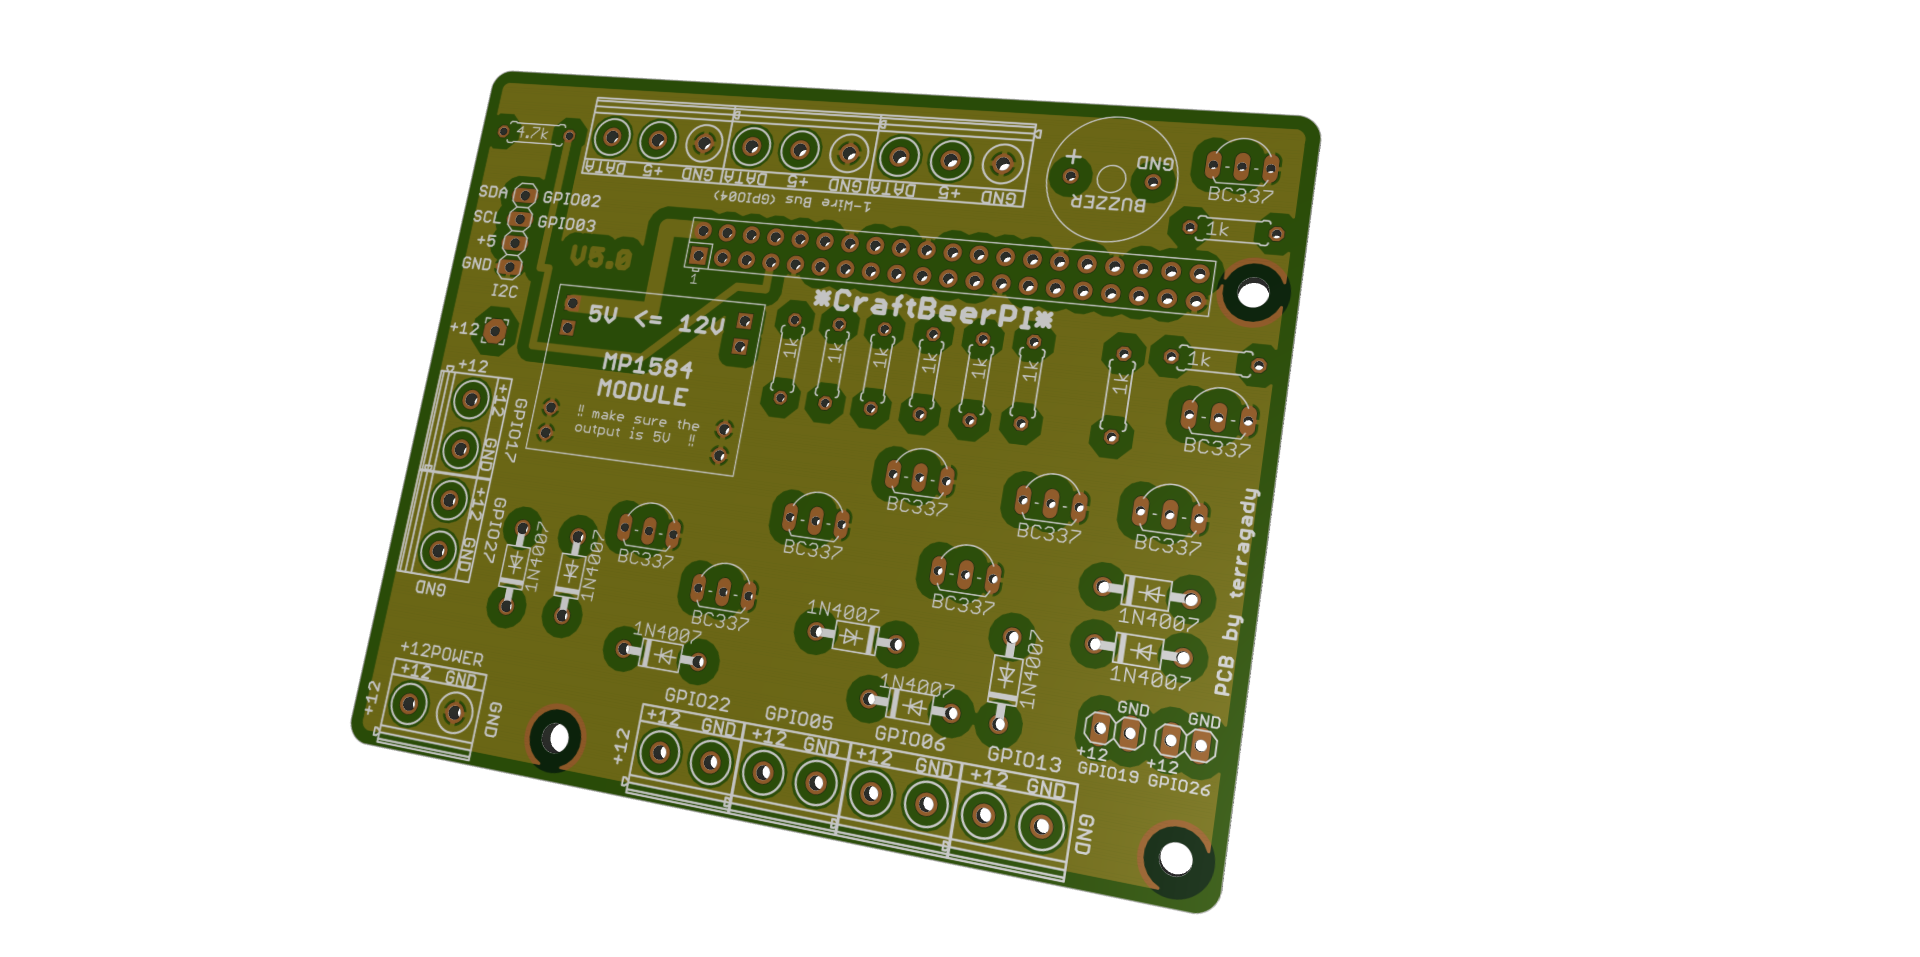 4.7k
DATA +5 GND DATA +5 GND DATA +5 GND
1-Wire Bus (GPIO04)
+ GND
BUZZER
BC337
1k
SDA GPIO02
SCL GPIO03
+5
GND
I2C
V5.0
1
*CraftBeerPI*
+12
5V <= 12V
MP1584
MODULE
!! make sure the
output is 5V !!
1k
1k
1k
1k
1k
1k
1k
1k
BC337
+12
+12
GND
GPIO17
+12
GND
GPIO27
GND
1N4007
1N4007
BC337
BC337
BC337
BC337
BC337
BC337
BC337
1N4007
1N4007
1N4007
1N4007
1N4007
1N4007
PCB by terragady
+12POWER
+12 GND
+12
GND
GPIO22
GPIO05
GPIO06
GPIO13
+12
+12 GND
+12 GND
+12 GND
+12 GND
GND
GND
GND
+12
GPIO19
+12
GPIO26